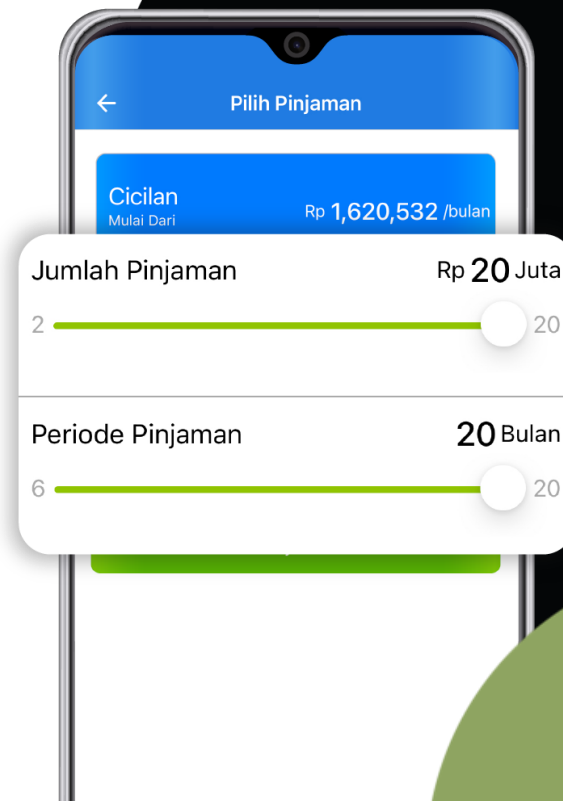 Pilih Pinjaman
Cicilan
Mulai Dari
Rp 1,620,532 /bulan
Jumlah Pinjaman
Rp 20 Juta
2
20
Periode Pinjaman
20 Bulan
6
20